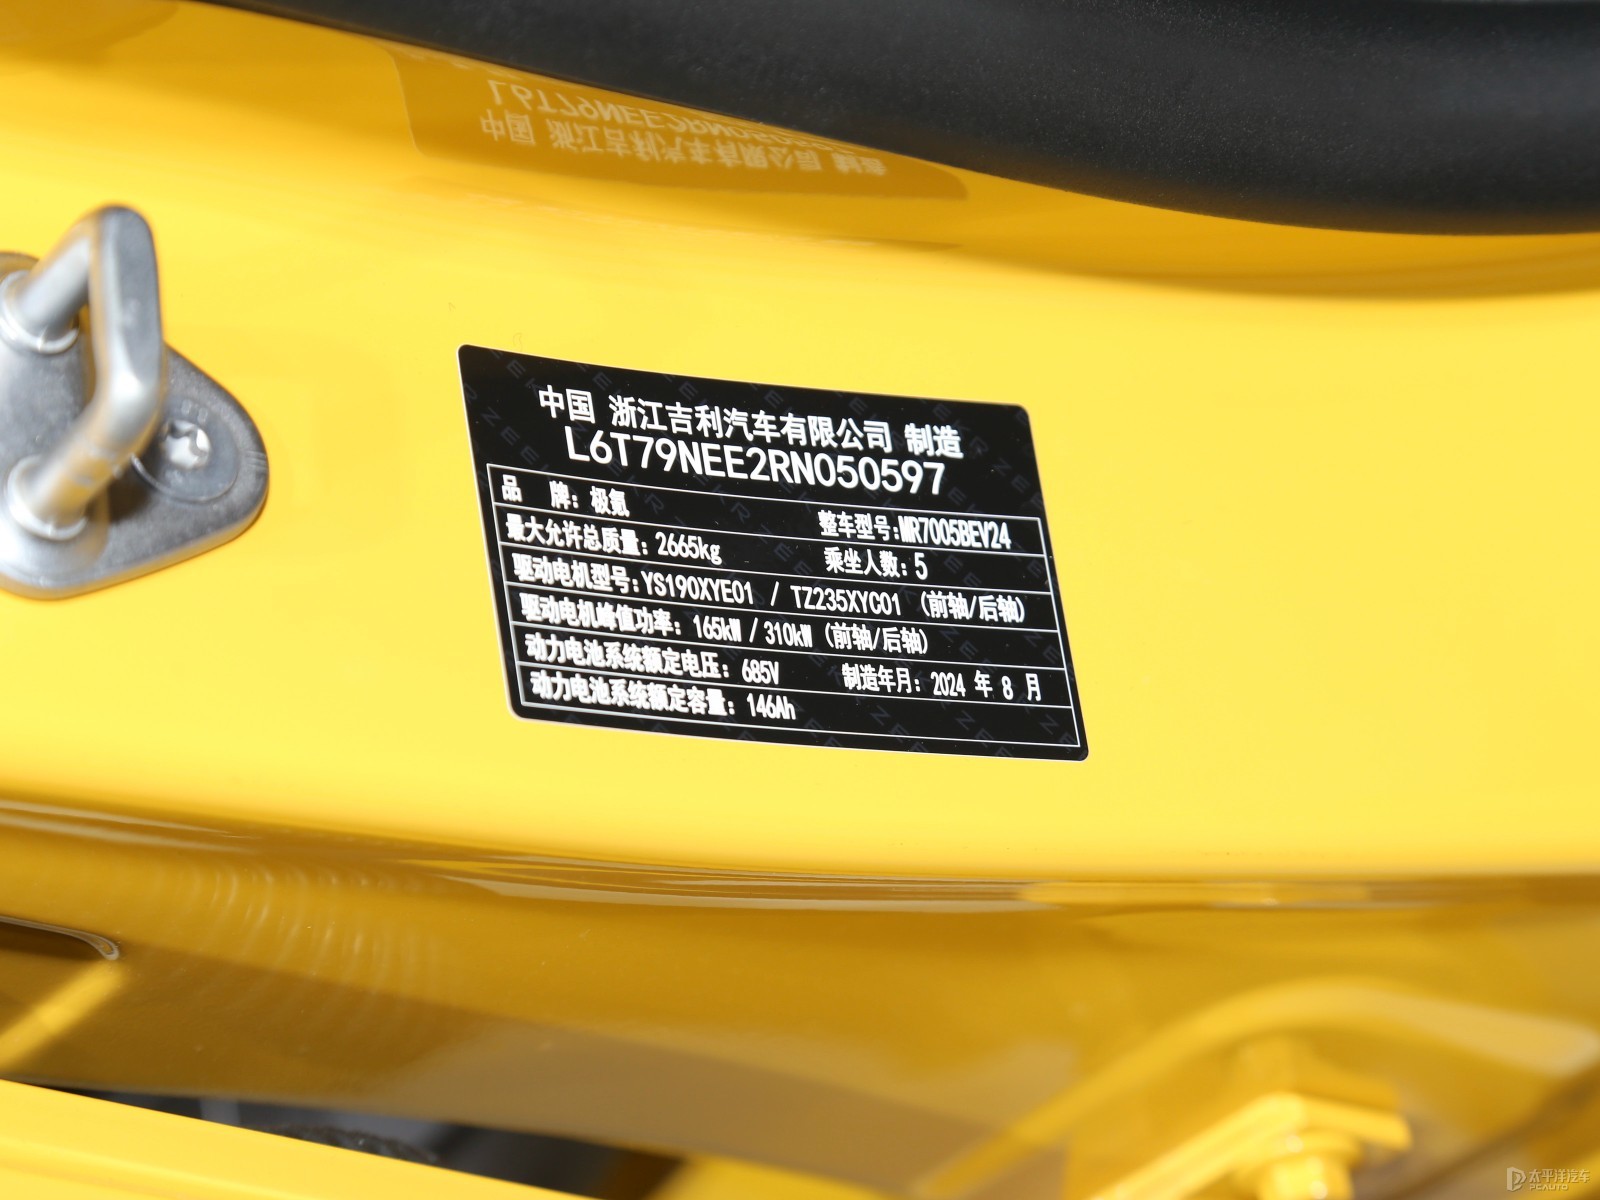 中国 浙江吉利汽车有限公司 制造
L6T79NEE2RN050597
品 牌: 极氪 整车型号:MR7005BEV24
最大允许总质量: 2665kg 乘坐人数: 5
驱动电机型号: YS190XYE01 / TZ235XYC01 (前轴/后轴)
驱动电机峰值功率: 165kW / 310kW (前轴/后轴)
动力电池系统额定电压: 685V 制造年月: 2024 年 8 月
动力电池系统额定容量: 146Ah
太平洋汽车
PCAUTO